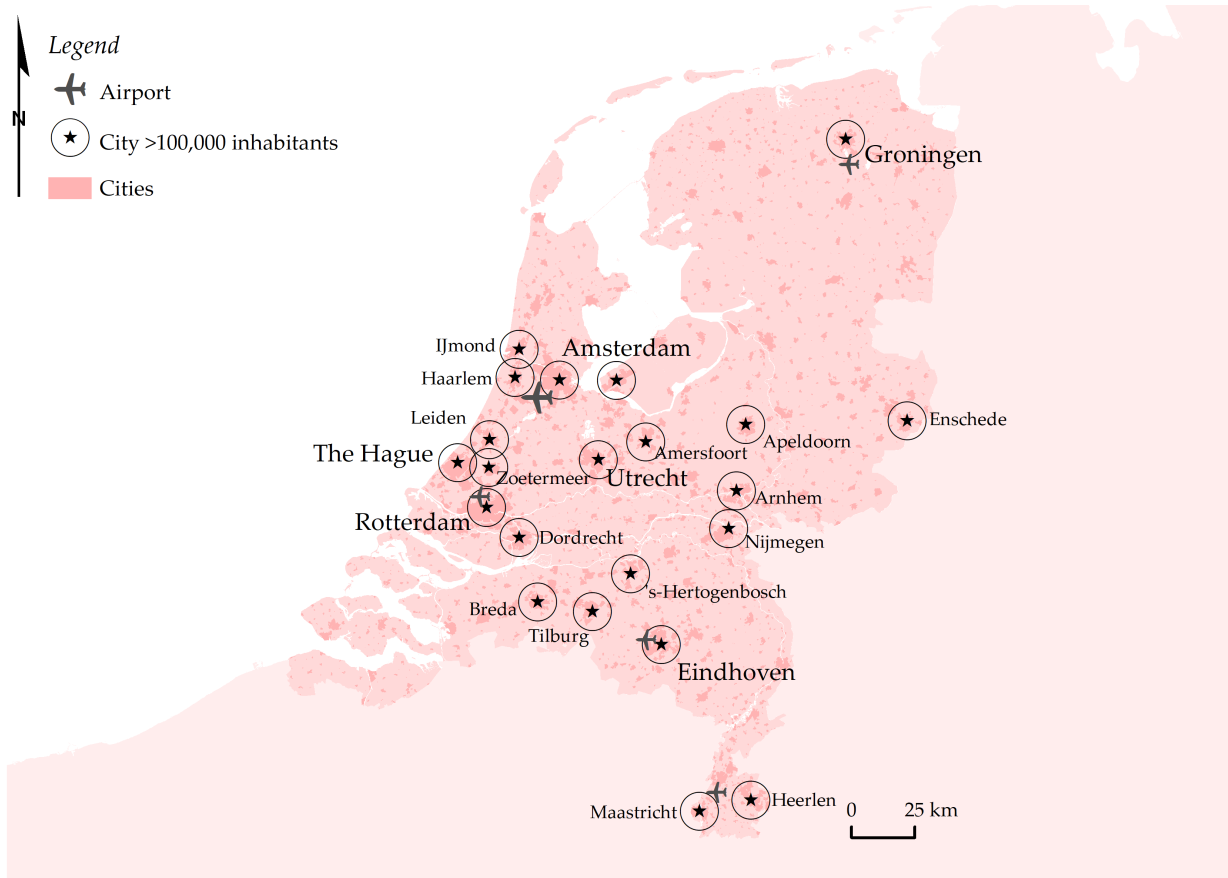 Legend
Airport
N
City >100,000 inhabitants
Cities
Groningen
IJmond
Amsterdam
Haarlem
Leiden
Enschede
Apeldoorn
The Hague
Amersfoort
Zoetermeer
Utrecht
Arnhem
Rotterdam
Dordrecht
Nijmegen
's-Hertogenbosch
Breda
Tilburg
Eindhoven
Maastricht
Heerlen
0 25 km